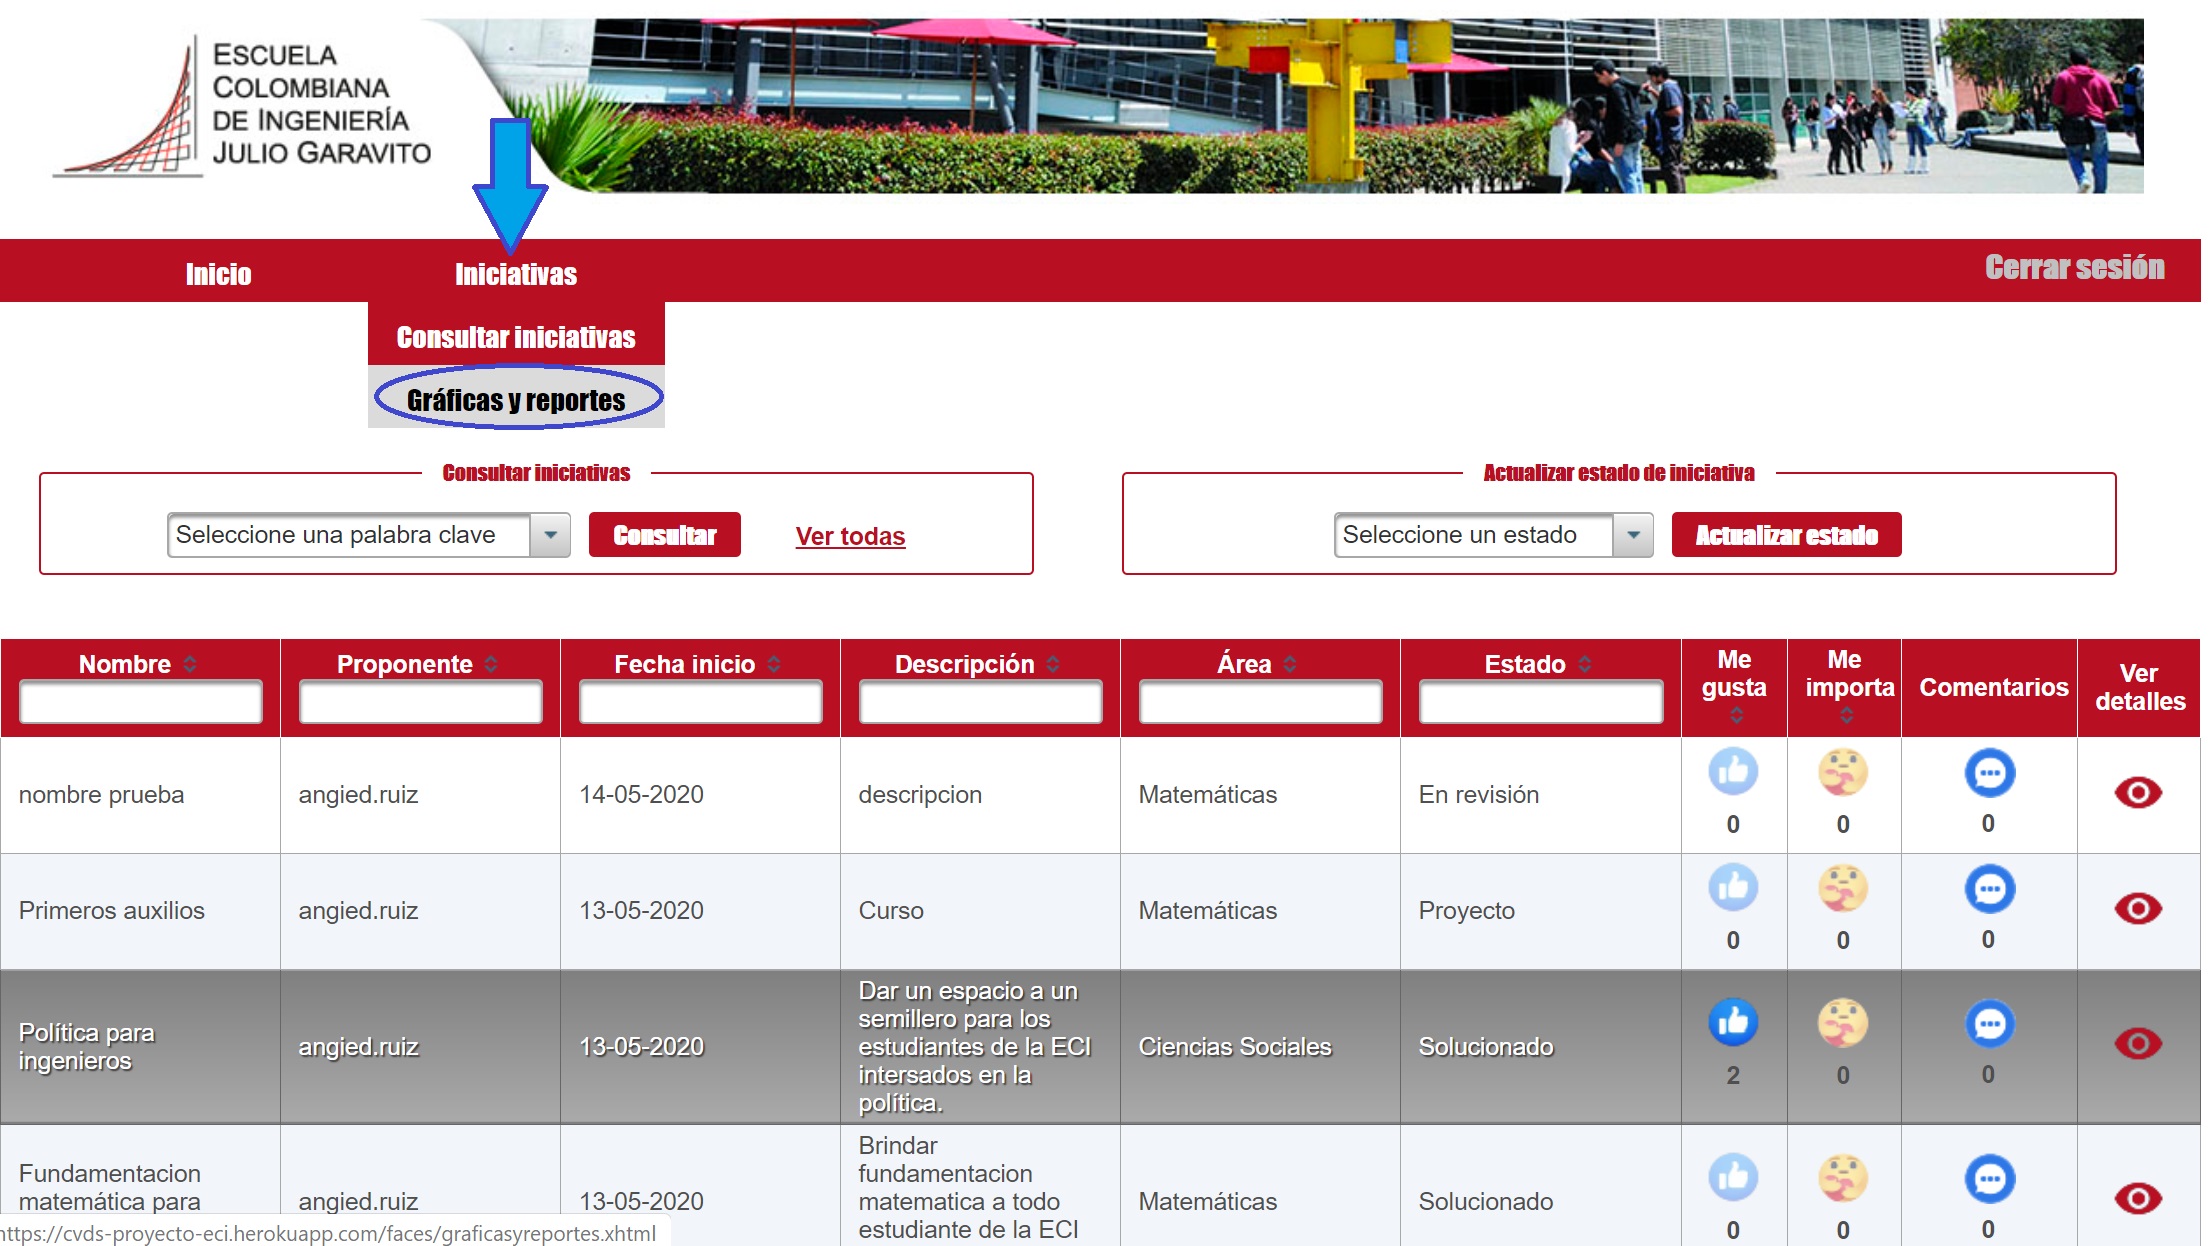 ESCUELA
COLOMBIANA
DE INGENIERÍA
JULIO GARAVITO
Inicio
Iniciativas
Cerrar sesión
Consultar iniciativas
Gráficas y reportes
Consultar iniciativas
Seleccione una palabra clave
Consultar
Ver todas
Actualizar estado de iniciativa
Seleccione un estado
Actualizar estado
Nombre
Proponente
Fecha inicio
Descripción
Área
Estado
Me
gusta
Me
importa
Comentarios
Ver
detalles
nombre prueba
angied.ruiz
14-05-2020
descripcion
Matemáticas
En revisión
0
0
0
Primeros auxilios
angied.ruiz
13-05-2020
Curso
Matemáticas
Proyecto
0
0
0
Política para
ingenieros
angied.ruiz
13-05-2020
Dar un espacio a un
semillero para los
estudiantes de la ECI
intersados en la
política.
Ciencias Sociales
Solucionado
2
0
0
Fundamentacion
matemática para
angied.ruiz
13-05-2020
Brindar
fundamentacion
matematica a todo
estudiante de la ECI
Matemáticas
Solucionado
0
0
0
https://cvds-proyecto-eci.herokuapp.com/faces/graficasyreportes.xhtml